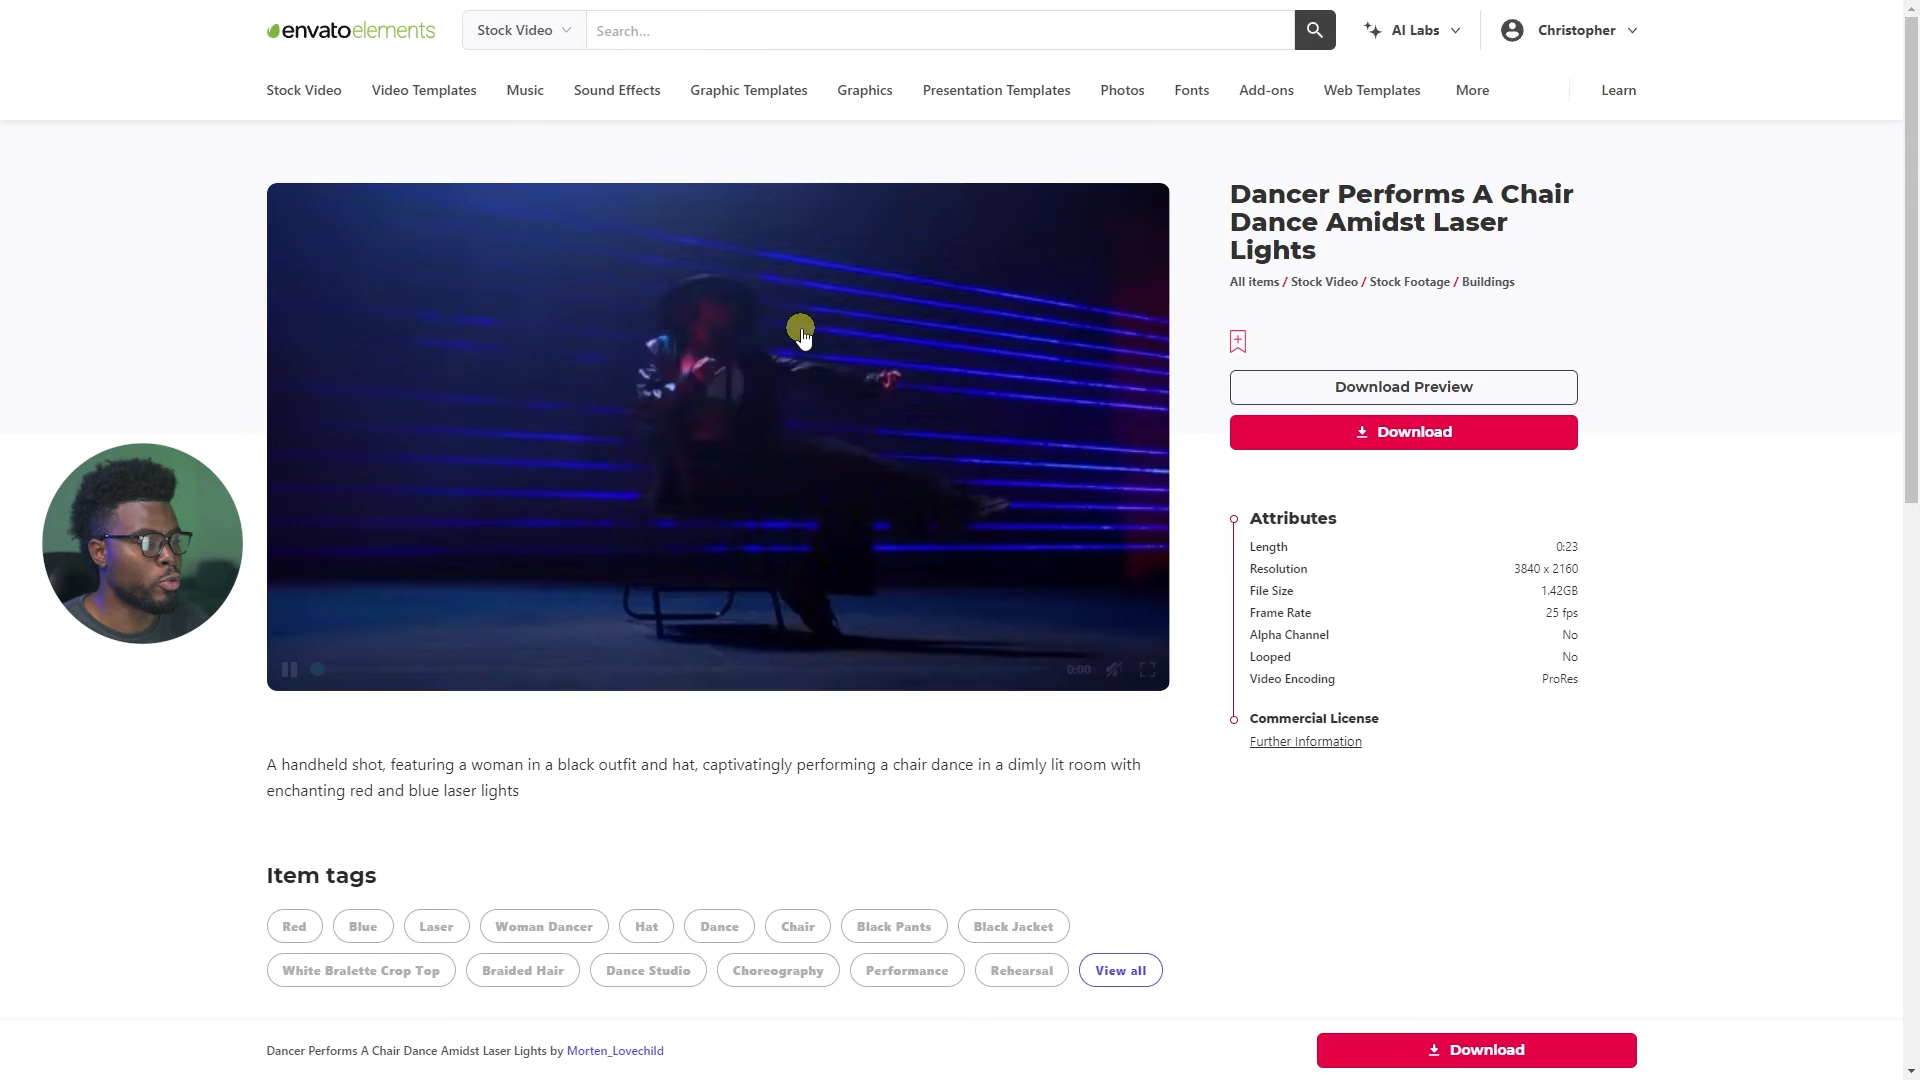 envatoelements
Stock Video
Search...
AI Labs
Christopher
Stock Video
Video Templates
Music
Sound Effects
Graphic Templates
Graphics
Presentation Templates
Photos
Fonts
Add-ons
Web Templates
More
Learn
Dancer Performs A Chair
Dance Amidst Laser
Lights
All items / Stock Video / Stock Footage / Buildings
Download Preview
Download
0:00
Attributes
Length 0:23
Resolution 3840 x 2160
File Size 1.42GB
Frame Rate 25 fps
Alpha Channel No
Looped No
Video Encoding ProRes
Commercial License
Further Information
A handheld shot, featuring a woman in a black outfit and hat, captivatingly performing a chair dance in a dimly lit room with
enchanting red and blue laser lights
Item tags
Red
Blue
Laser
Woman Dancer
Hat
Dance
Chair
Black Pants
Black Jacket
White Bralette Crop Top
Braided Hair
Dance Studio
Choreography
Performance
Rehearsal
View all
Dancer Performs A Chair Dance Amidst Laser Lights by Morten_Lovechild
Download